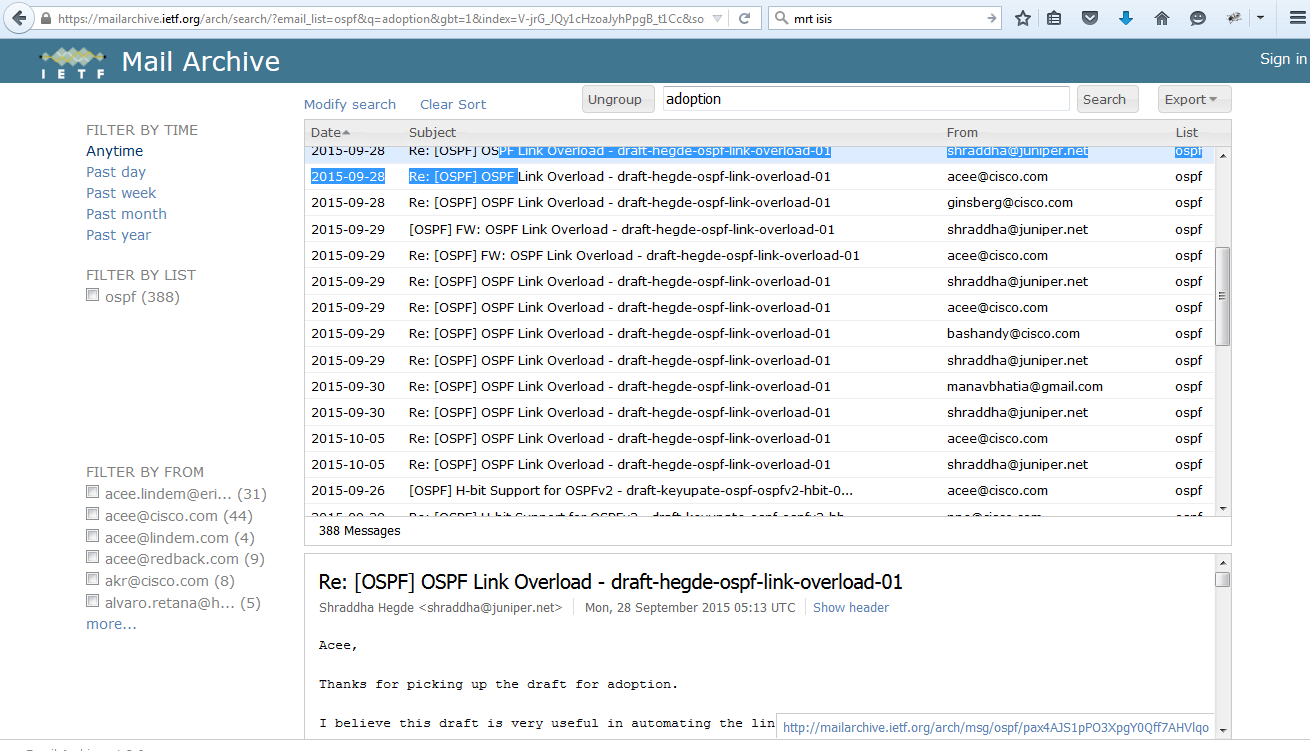 https://mailarchive.ietf.org/arch/search/?email_list=ospf&q=adoption&gbt=1&index=V-jrG_JQy1cHzoaJyhPpgB_t1Cc&so
mrt isis
IETF Mail Archive
Sign in
Modify search Clear Sort Ungroup adoption Search Export
FILTER BY TIME
Anytime
Past day
Past week
Past month
Past year
FILTER BY LIST
ospf (388)
FILTER BY FROM
acee.lindem@eri... (31)
acee@cisco.com (44)
acee@lindem.com (4)
acee@redback.com (9)
akr@cisco.com (8)
alvaro.retana@h... (5)
more...
Date Subject From List
2015-09-28 Re: [OSPF] OSPF Link Overload - draft-hegde-ospf-link-overload-01 shraddha@juniper.net ospf
2015-09-28 Re: [OSPF] OSPF Link Overload - draft-hegde-ospf-link-overload-01 acee@cisco.com ospf
2015-09-28 Re: [OSPF] OSPF Link Overload - draft-hegde-ospf-link-overload-01 ginsberg@cisco.com ospf
2015-09-29 [OSPF] FW: OSPF Link Overload - draft-hegde-ospf-link-overload-01 shraddha@juniper.net ospf
2015-09-29 Re: [OSPF] FW: OSPF Link Overload - draft-hegde-ospf-link-overload-01 acee@cisco.com ospf
2015-09-29 Re: [OSPF] OSPF Link Overload - draft-hegde-ospf-link-overload-01 shraddha@juniper.net ospf
2015-09-29 Re: [OSPF] OSPF Link Overload - draft-hegde-ospf-link-overload-01 acee@cisco.com ospf
2015-09-29 Re: [OSPF] OSPF Link Overload - draft-hegde-ospf-link-overload-01 bashandy@cisco.com ospf
2015-09-29 Re: [OSPF] OSPF Link Overload - draft-hegde-ospf-link-overload-01 shraddha@juniper.net ospf
2015-09-30 Re: [OSPF] OSPF Link Overload - draft-hegde-ospf-link-overload-01 manavbhatia@gmail.com ospf
2015-09-30 Re: [OSPF] OSPF Link Overload - draft-hegde-ospf-link-overload-01 shraddha@juniper.net ospf
2015-10-05 Re: [OSPF] OSPF Link Overload - draft-hegde-ospf-link-overload-01 acee@cisco.com ospf
2015-10-05 Re: [OSPF] OSPF Link Overload - draft-hegde-ospf-link-overload-01 shraddha@juniper.net ospf
2015-09-26 [OSPF] H-bit Support for OSPFv2 - draft-keyupate-ospf-ospfv2-hbit-0... acee@cisco.com ospf
Re: [OSPF] H-bit Support for OSPFv2 - draft-keyupate-ospf-ospfv2-hb...
388 Messages
Re: [OSPF] OSPF Link Overload - draft-hegde-ospf-link-overload-01
Shraddha Hegde <shraddha@juniper.net> Mon, 28 September 2015 05:13 UTC Show header
Acee,
Thanks for picking up the draft for adoption.
I believe this draft is very useful in automating the lin
http://mailarchive.ietf.org/arch/msg/ospf/pax4AJS1pPO3XpgY0Qff7AHVlqo